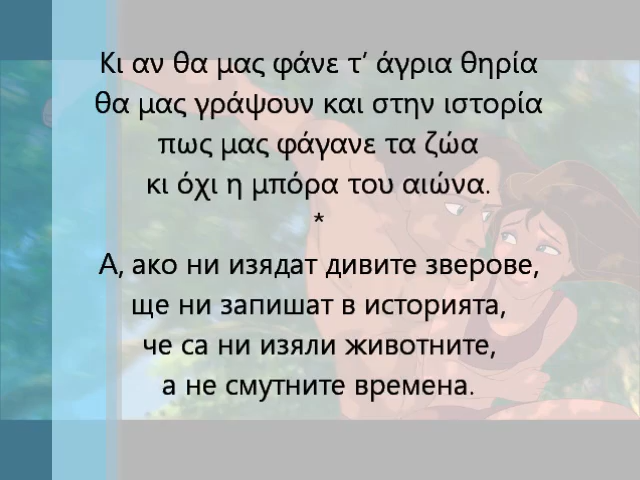 Κι αν θα μας φάνε τ’ άγρια θηρία
θα μας γράψουν και στην ιστορία
πως μας φάγανε τα ζώα
κι όχι η μπόρα του αιώνα.
*
А, ако ни изядат дивите зверове,
ще ни запишат в историята,
че са ни изяли животните,
а не смутните времена.